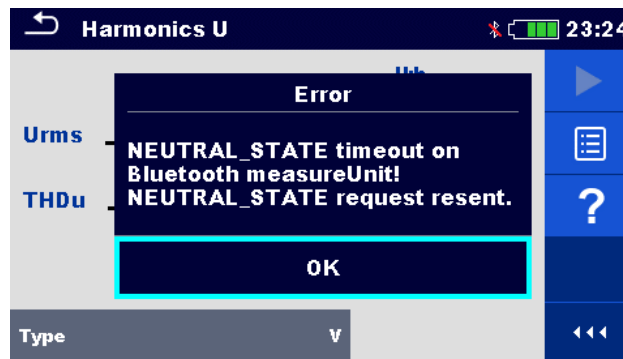 Harmonics U
23:24
Error
Urms
NEUTRAL_STATE timeout on
Bluetooth measureUnit!
THDu
NEUTRAL_STATE request resent.
?
OK
Type V